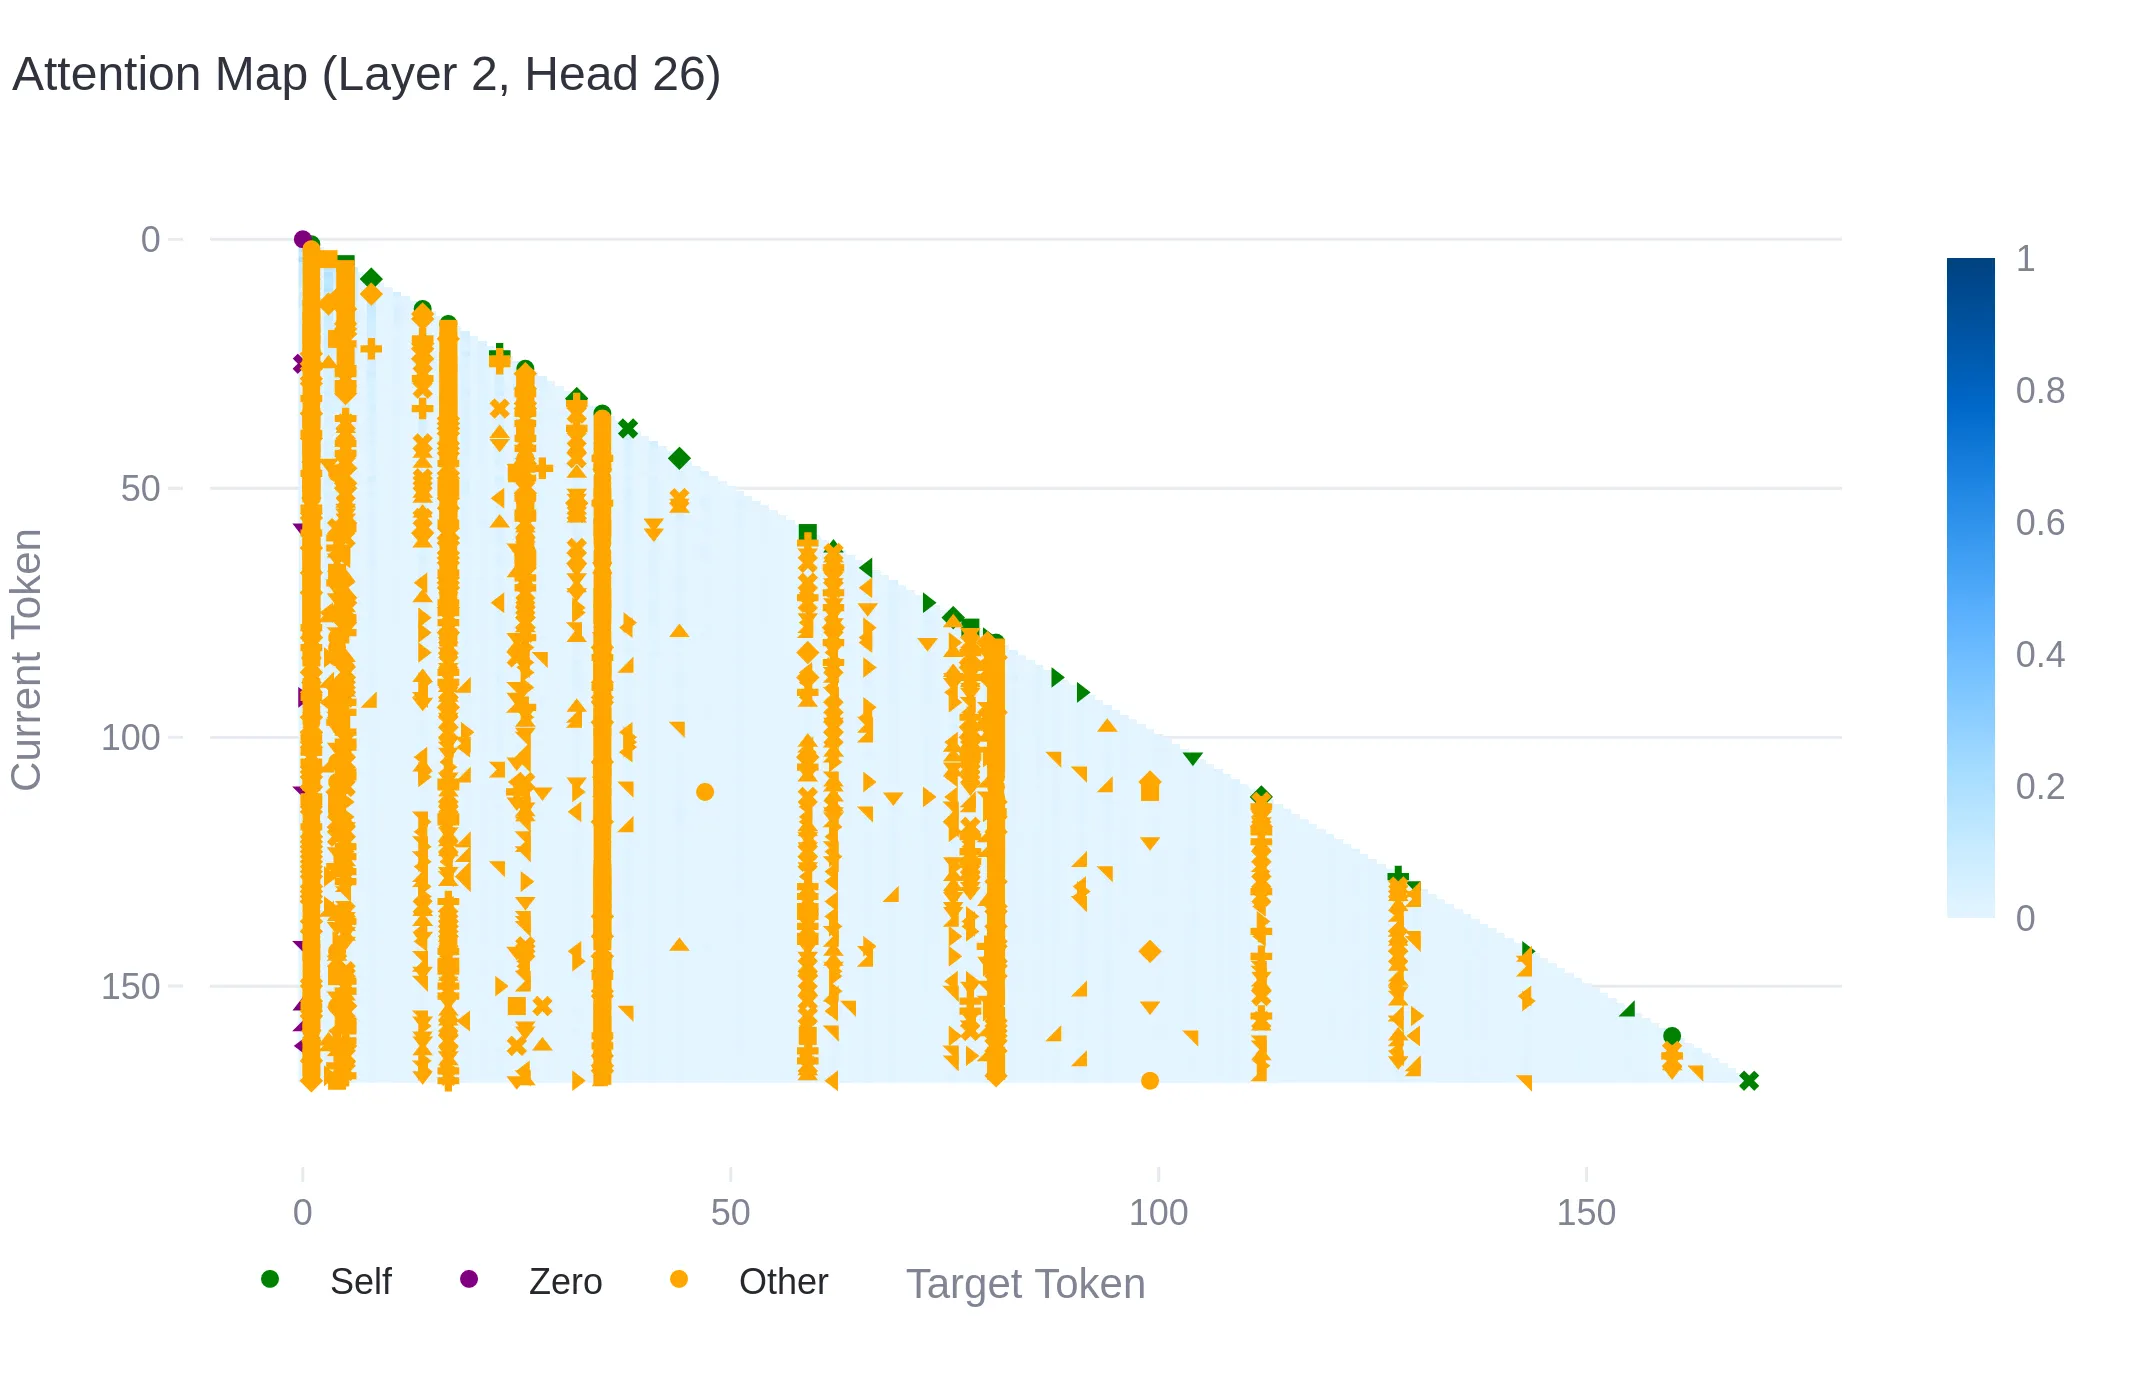 Attention Map (Layer 2, Head 26)
0
50
100
150
Current Token
1
0.8
0.6
0.4
0.2
0
0 50 100 150
Self Zero Other Target Token